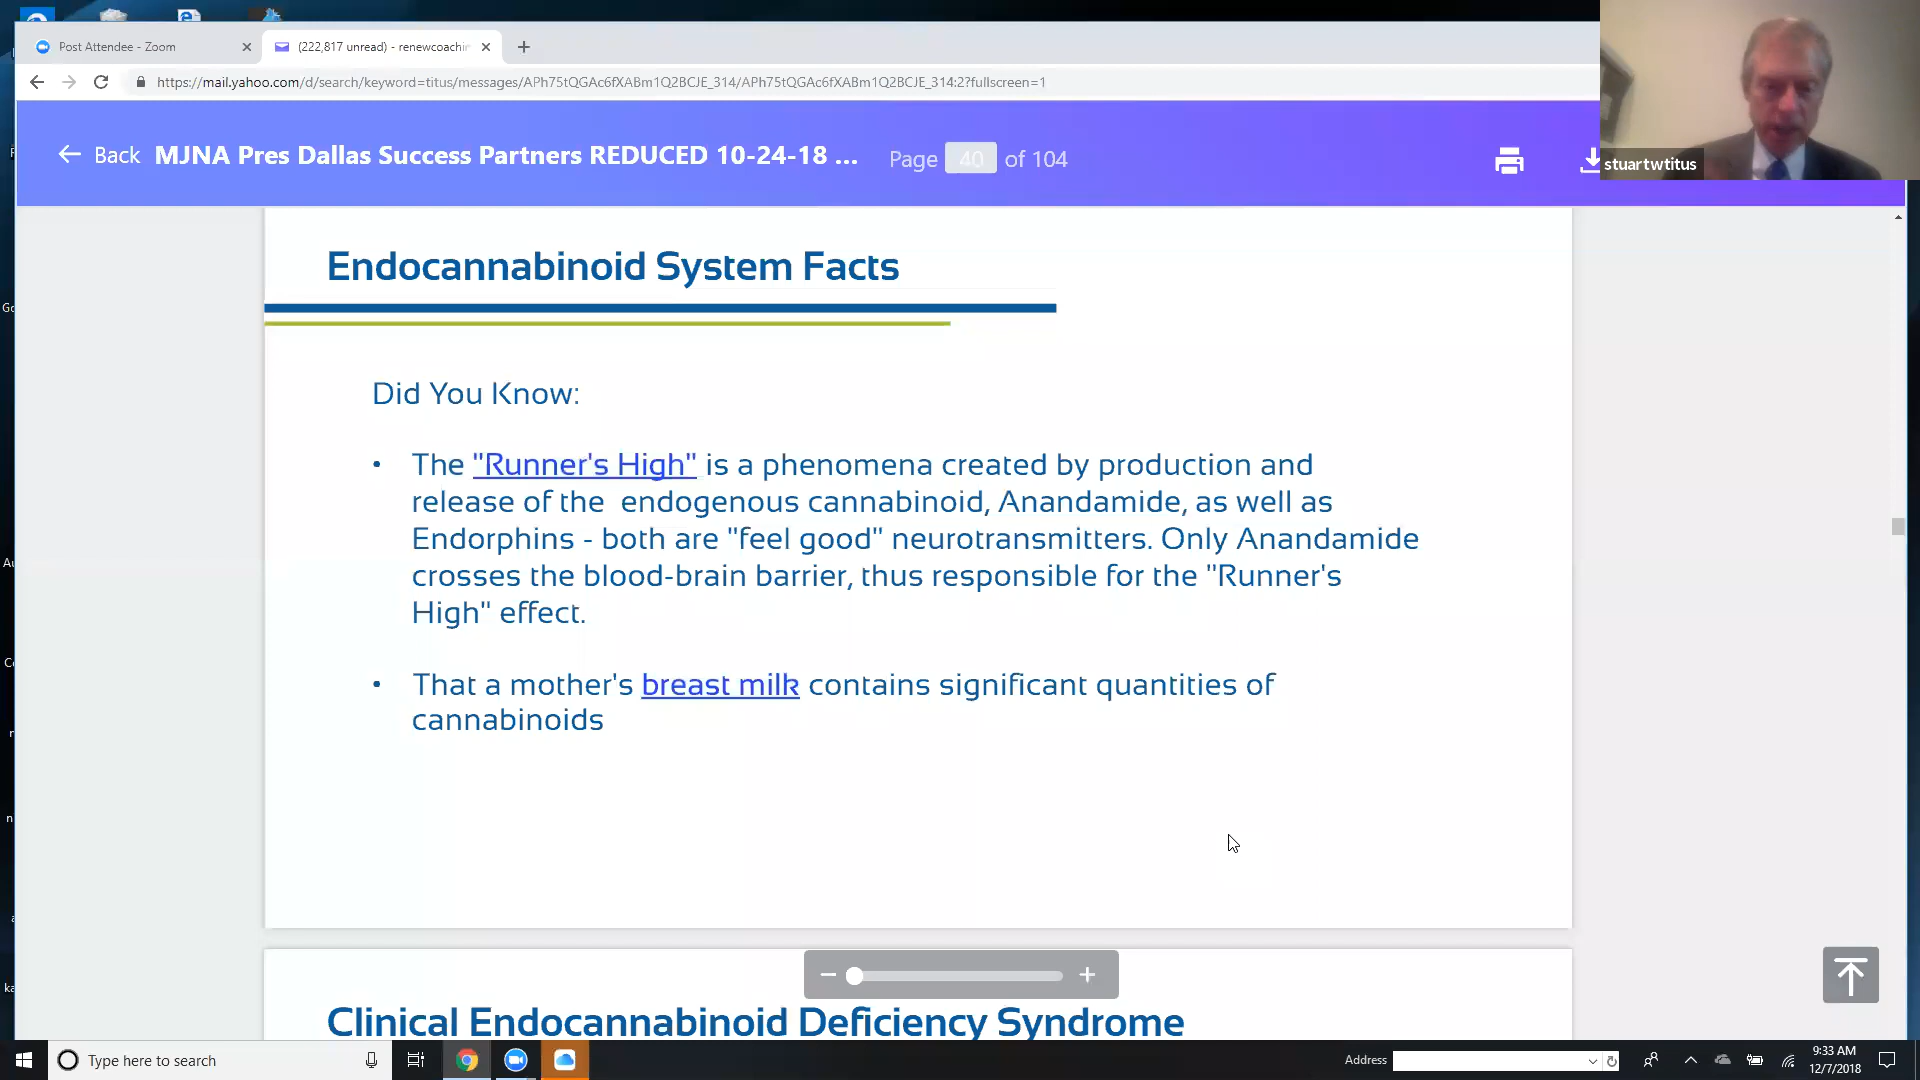 Post Attendee - Zoom
(222,817 unread) - renewcoachin
https://mail.yahoo.com/d/search/keyword=titus/messages/APh75tQGAc6fXABm1Q2BCJE_314/APh75tQGAc6fXABm1Q2BCJE_314:2?fullscreen=1
Back MJNA Pres Dallas Success Partners REDUCED 10-24-18 ... Page 40 of 104
stuartwtitus
Endocannabinoid System Facts
Did You Know:
• The "Runner's High" is a phenomena created by production and
release of the endogenous cannabinoid, Anandamide, as well as
Endorphins - both are "feel good" neurotransmitters. Only Anandamide
crosses the blood-brain barrier, thus responsible for the "Runner's
High" effect.
• That a mother's breast milk contains significant quantities of
cannabinoids
Clinical Endocannabinoid Deficiency Syndrome
Type here to search
Address
9:33 AM
12/7/2018